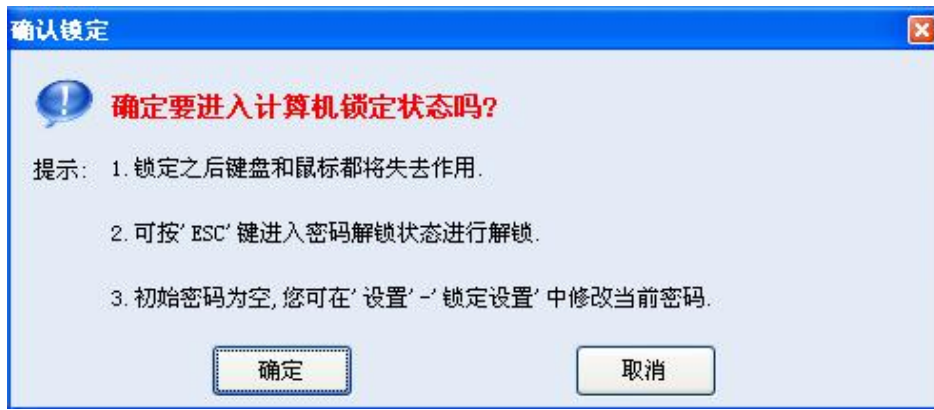 确认锁定
确定要进入计算机锁定状态吗?
提示: 1.锁定之后键盘和鼠标都将失去作用.
2.可按'ESC'键进入密码解锁状态进行解锁.
3.初始密码为空,您可在'设置'-'锁定设置'中修改当前密码.
确定 取消